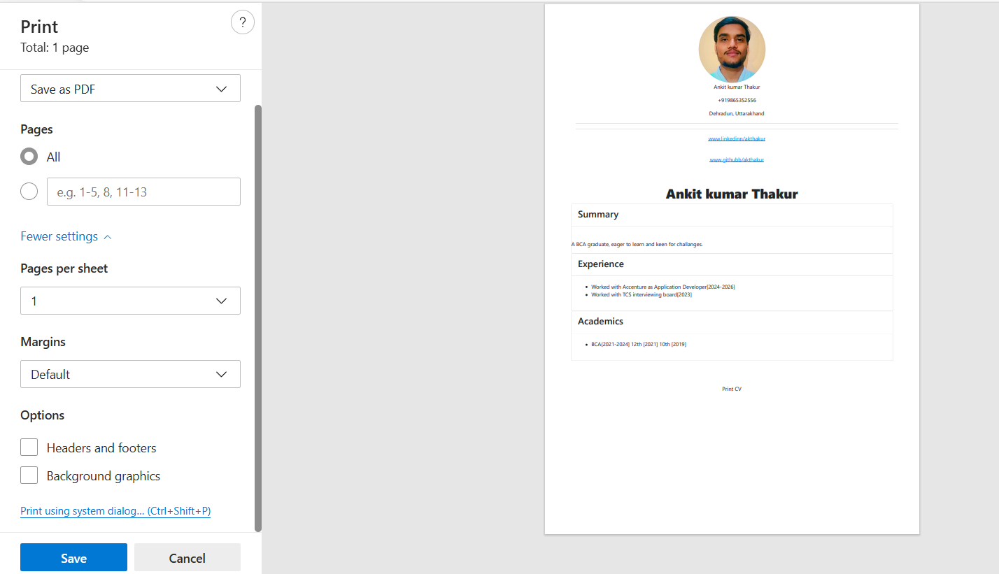 Print
?
Total: 1 page
Save as PDF
Pages
All
e.g. 1-5, 8, 11-13
Fewer settings
Pages per sheet
1
Margins
Default
Options
Headers and footers
Background graphics
Print using system dialog... (Ctrl+Shift+P)
Save
Cancel
Ankit kumar Thakur
+919865352556
Dehradun, Uttarakhand
www.linkedinn/akthakur
www.githubb/akthakur
Ankit kumar Thakur
Summary
A BCA graduate, eager to learn and keen for challanges.
Experience
Worked with Accenture as Application Developer[2024-2026]
Worked with TCS interviewing board[2023]
Academics
BCA[2021-2024] 12th [2021] 10th [2019]
Print CV